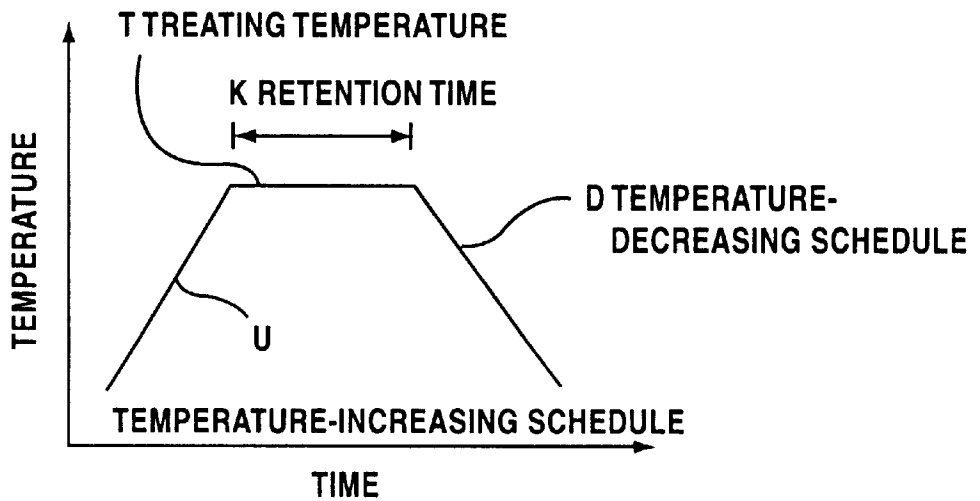 T TREATING TEMPERATURE
K RETENTION TIME
TEMPERATURE
D TEMPERATURE-
DECREASING SCHEDULE
U
TEMPERATURE-INCREASING SCHEDULE
TIME